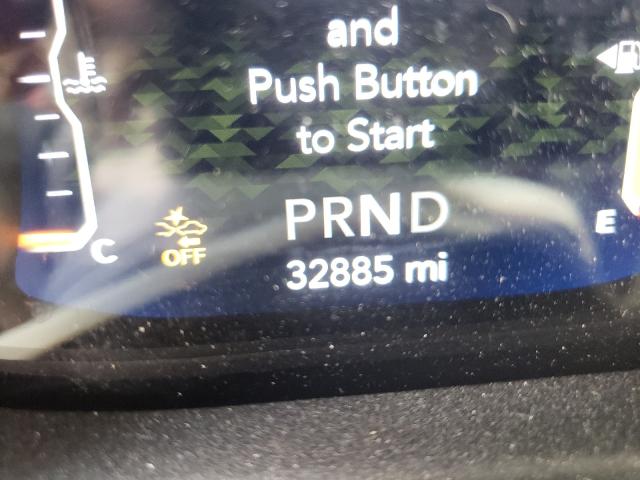 and
Push Button
to Start
PRND
C
OFF
E
32885 mi